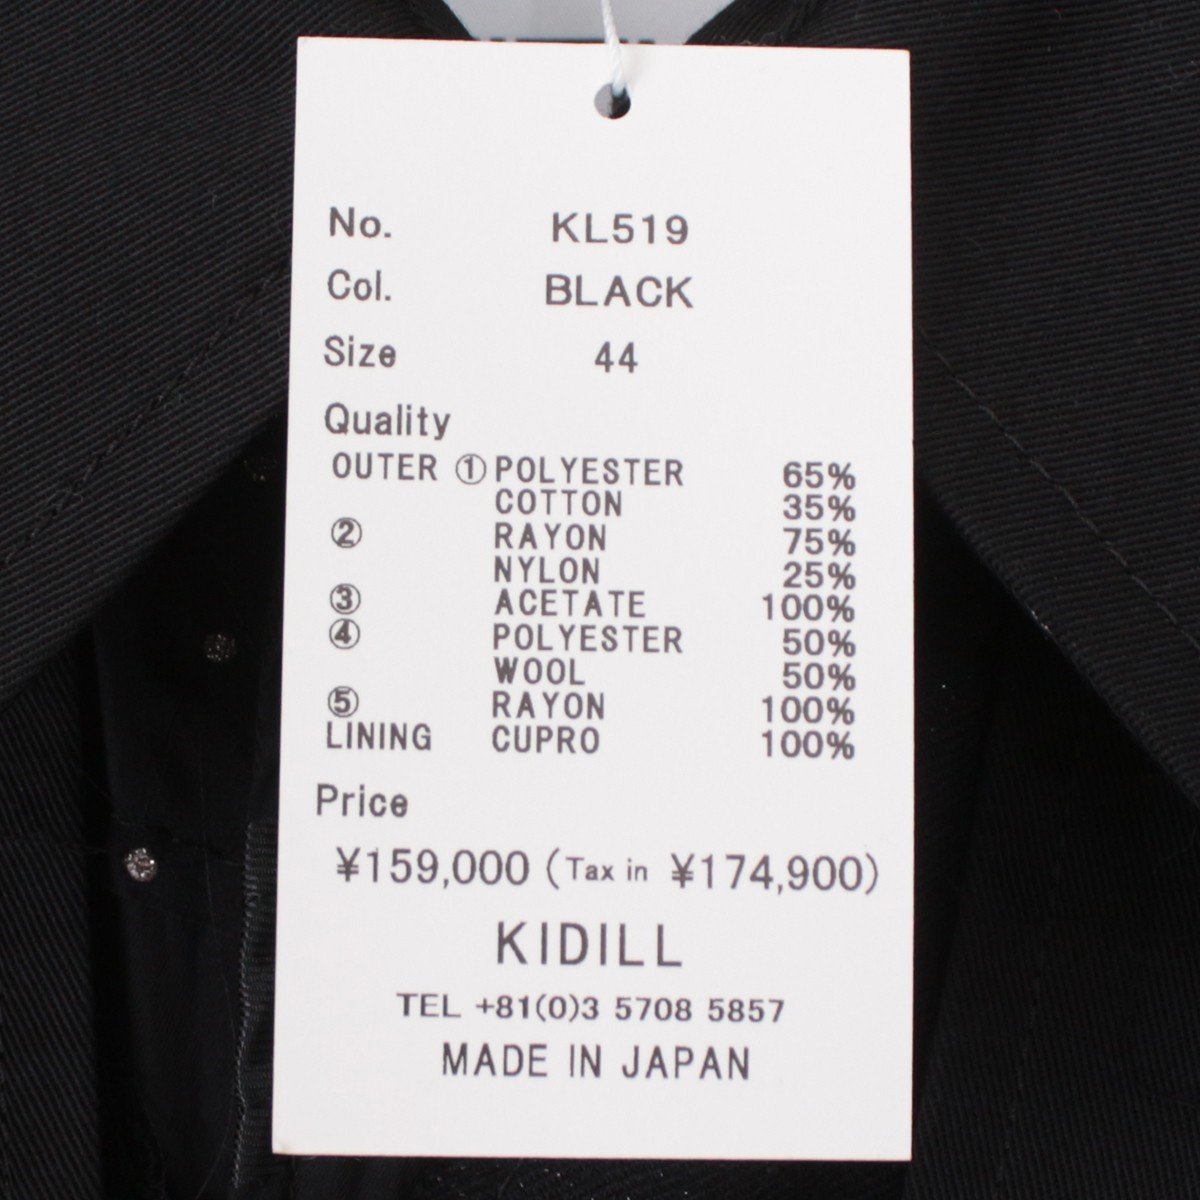 No. KL519
Col. BLACK
Size 44
Quality
OUTER ① POLYESTER 65%
COTTON 35%
② RAYON 75%
NYLON 25%
③ ACETATE 100%
④ POLYESTER 50%
WOOL 50%
⑤ RAYON 100%
LINING CUPRO 100%
Price
¥159,000 (Tax in ¥174,900)
KIDILL
TEL +81(0)3 5708 5857
MADE IN JAPAN